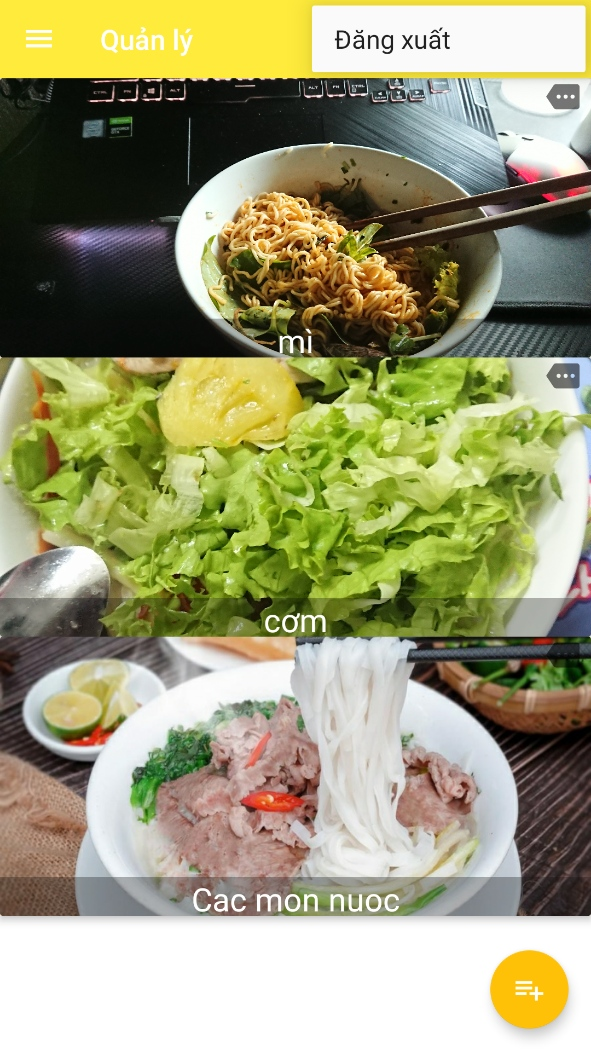 Quản lý
Đăng xuất
mì
cơm
Cac mon nuoc